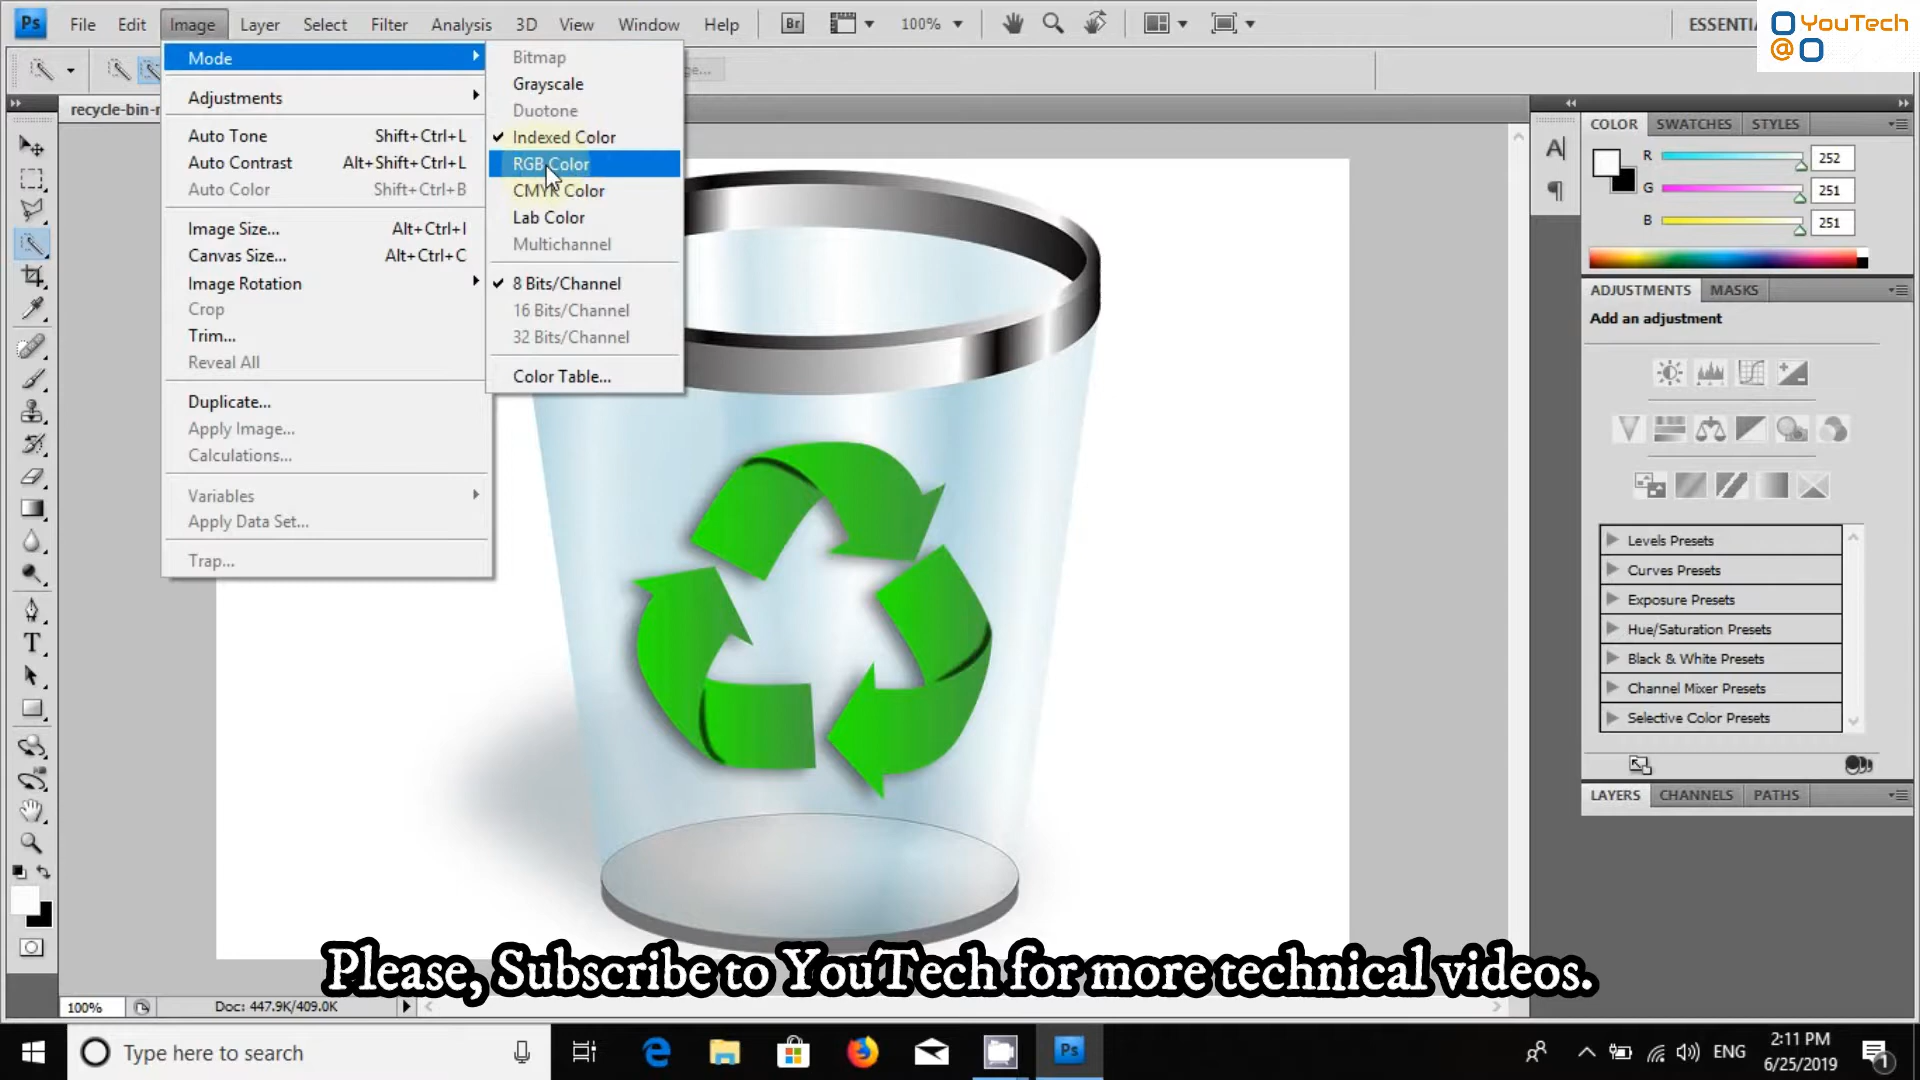 Ps File Edit Image Layer Select Filter Analysis 3D View Window Help Br 100% ESSENTIA
YouTech
@
recycle-bin-
Mode
Adjustments
Auto Tone Shift+Ctrl+L
Auto Contrast Alt+Shift+Ctrl+L
Auto Color Shift+Ctrl+B
Image Size... Alt+Ctrl+I
Canvas Size... Alt+Ctrl+C
Image Rotation
Crop
Trim...
Reveal All
Duplicate...
Apply Image...
Calculations...
Variables
Apply Data Set...
Trap...
Bitmap
Grayscale
Duotone
Indexed Color
RGB Color
CMYK Color
Lab Color
Multichannel
8 Bits/Channel
16 Bits/Channel
32 Bits/Channel
Color Table...
COLOR SWATCHES STYLES
R 252
G 251
B 251
ADJUSTMENTS MASKS
Add an adjustment
Levels Presets
Curves Presets
Exposure Presets
Hue/Saturation Presets
Black & White Presets
Channel Mixer Presets
Selective Color Presets
LAYERS CHANNELS PATHS
Please, Subscribe to YouTech for more technical videos.
100% Doc: 447.9K/409.0K
Type here to search
Ps
ENG
2:11 PM
6/25/2019
1